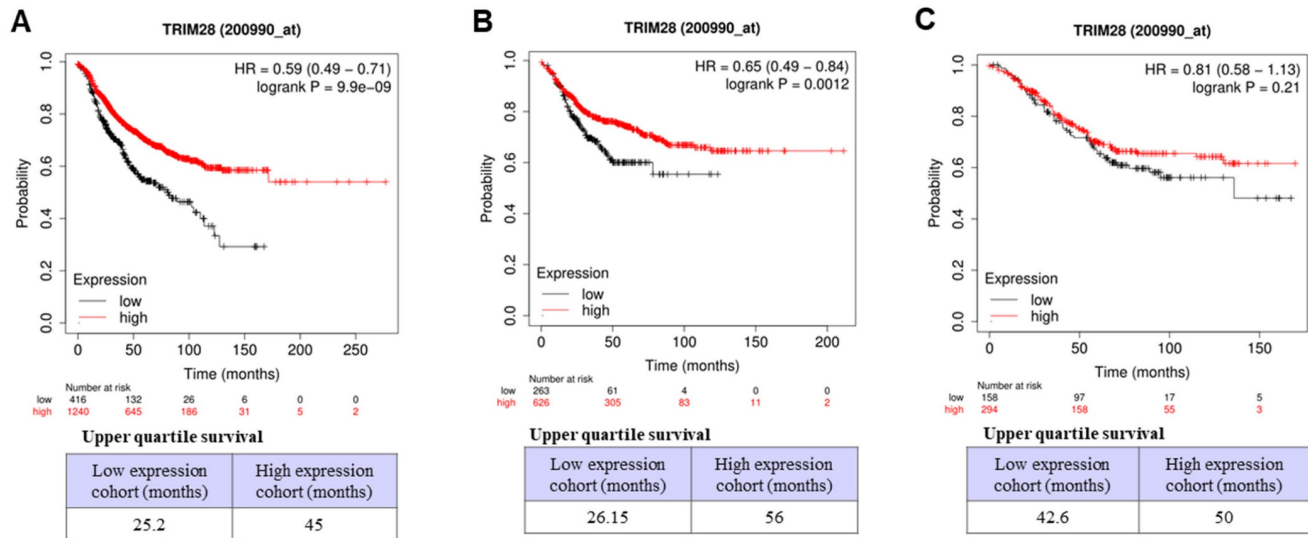 A
TRIM28 (200990_at)
HR = 0.59 (0.49 – 0.71)
logrank P = 9.9e−09
Probability
1.0
0.8
0.6
0.4
0.2
0.0
Expression
low
high
0 50 100 150 200 250
Time (months)
Number at risk
low 416 132 26 6 0 0
high 1240 645 186 31 5 2
Upper quartile survival
Low expression cohort (months) High expression cohort (months)
25.2 45
B
TRIM28 (200990_at)
HR = 0.65 (0.49 – 0.84)
logrank P = 0.0012
Probability
1.0
0.8
0.6
0.4
0.2
0.0
Expression
low
high
0 50 100 150 200
Time (months)
Number at risk
low 263 61 4 0 0
high 626 305 83 11 2
Upper quartile survival
Low expression cohort (months) High expression cohort (months)
26.15 56
C
TRIM28 (200990_at)
HR = 0.81 (0.58 – 1.13)
logrank P = 0.21
Probability
1.0
0.8
0.6
0.4
0.2
0.0
Expression
low
high
0 50 100 150
Time (months)
Number at risk
low 158 97 17 5
high 294 158 55 3
Upper quartile survival
Low expression cohort (months) High expression cohort (months)
42.6 50